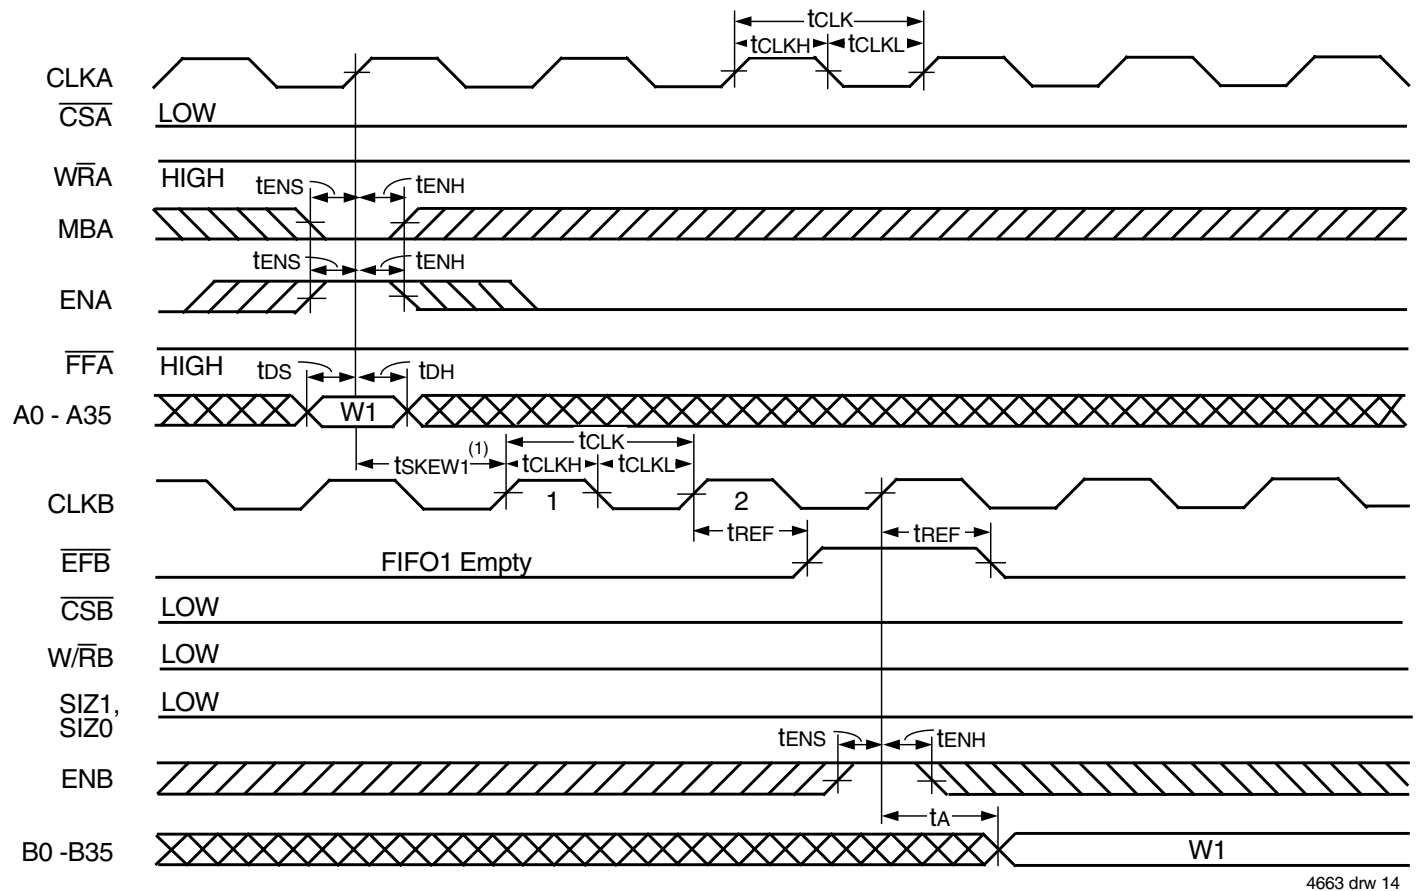 tCLK
tCLKH tCLKL
CLKA
CSA LOW
WRA HIGH
tENS tENH
MBA
tENS tENH
ENA
FFA HIGH
tDS tDH
A0 - A35 W1
tCLK
tSKEW1(1) tCLKH tCLKL
CLKB 1 2
tREF tREF
EFB FIFO1 Empty
CSB LOW
W/RB LOW
SIZ1, LOW
SIZ0
tENS tENH
ENB
tA
B0 -B35 W1
4663 drw 14